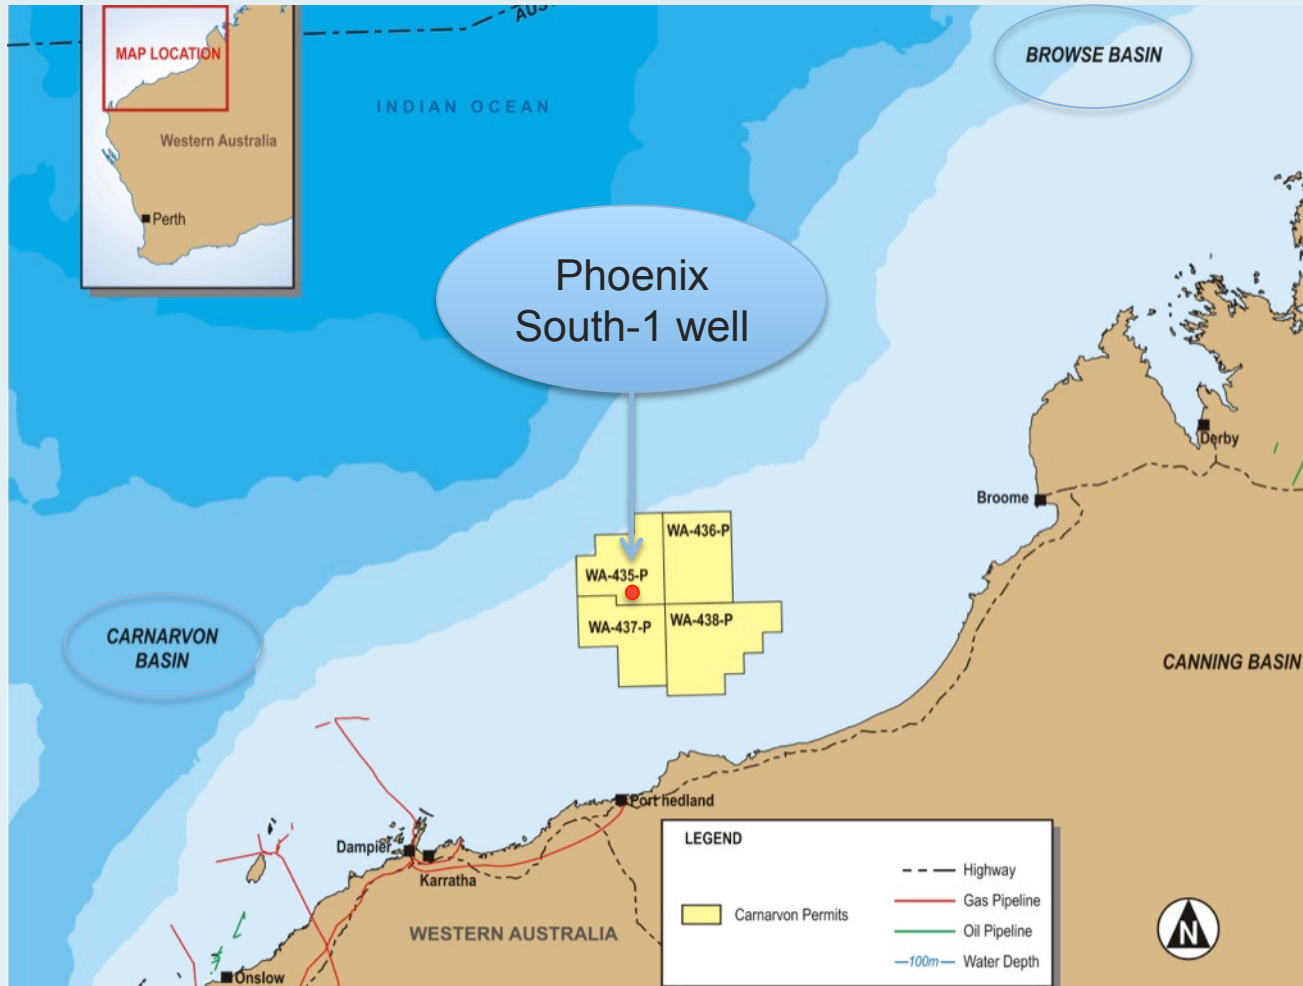 AUS
BROWSE BASIN
MAP LOCATION
INDIAN OCEAN
Western Australia
Perth
Phoenix
South-1 well
Derby
Broome
WA-436-P
WA-435-P
WA-437-P
WA-438-P
CARNARVON
BASIN
CANNING BASIN
Port hedland
Dampier
Karratha
WESTERN AUSTRALIA
Onslow
LEGEND
Carnarvon Permits
Highway
Gas Pipeline
Oil Pipeline
100m Water Depth
N